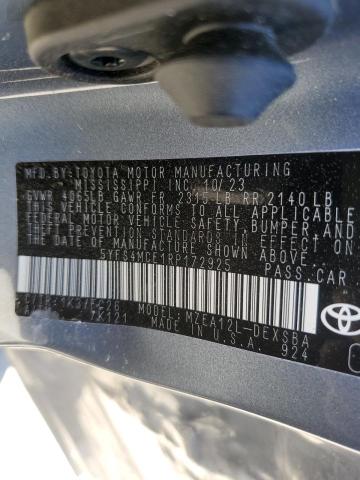 MFD.BY:TOYOTA MOTOR MANUFACTURING
MISSISSIPPI INC. 10/23
GVWR 4065LB GAWR FR 2315 LB RR 2140 LB
THIS VEHICLE CONFORMS TO ALL APPLICABLE
FEDERAL MOTOR VEHICLE SAFETY, BUMPER, AND
THEFT PREVENTION STANDARDS IN EFFECT ON
THE DATE OF MANUFACTURE SHOWN ABOVE.
5YFS4MCE1RP172925 PASS.CAR
MODEL: MZEA12L-DEXSBA
MADE IN U.S.A. 924
TOYOTA